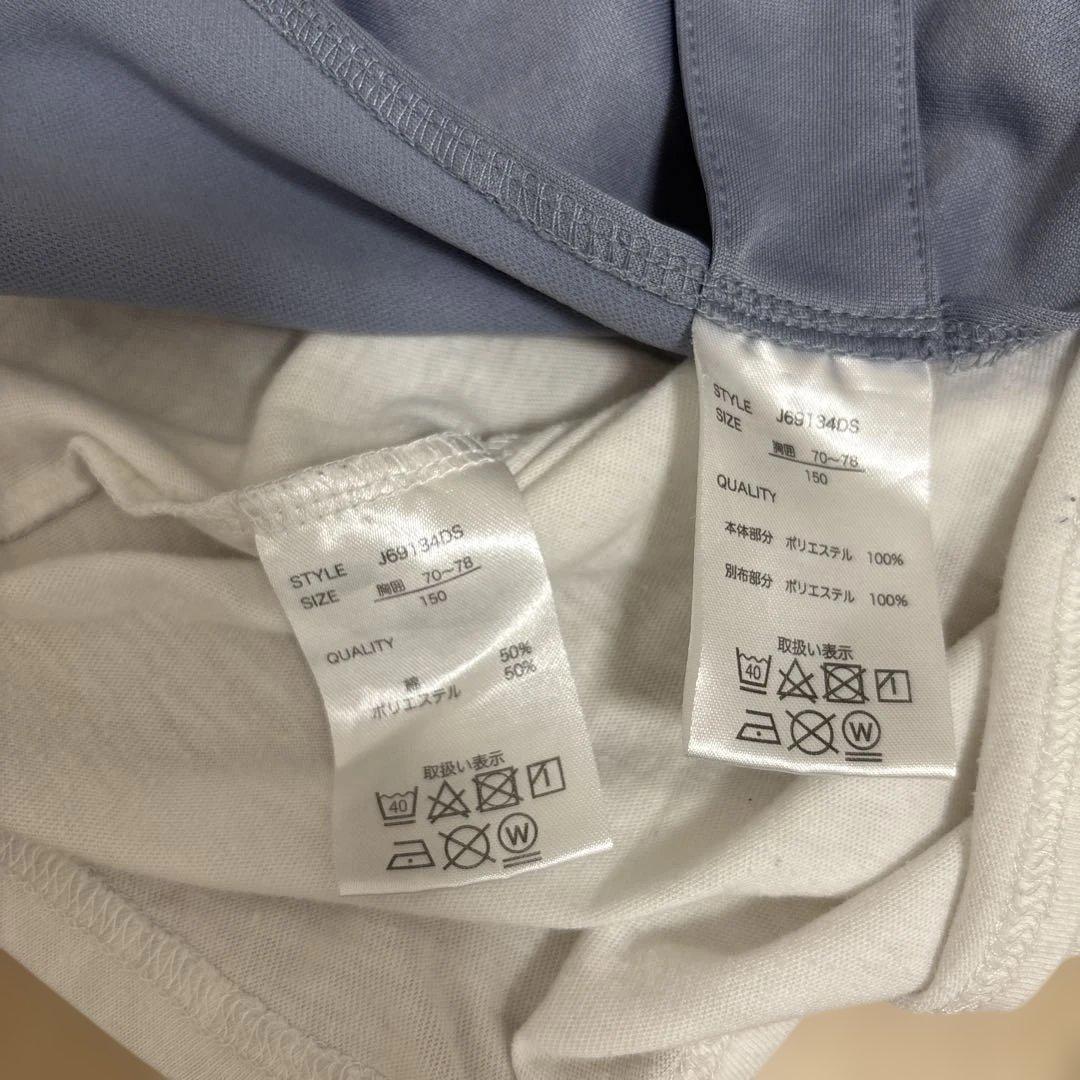 STYLE J69134DS
SIZE 胸囲 70〜78
150
QUALITY
綿 50%
ポリエステル 50%
取扱い表示
40
W
STYLE J69134DS
SIZE 胸囲 70〜78
150
QUALITY
本体部分 ポリエステル 100%
別布部分 ポリエステル 100%
取扱い表示
40
W